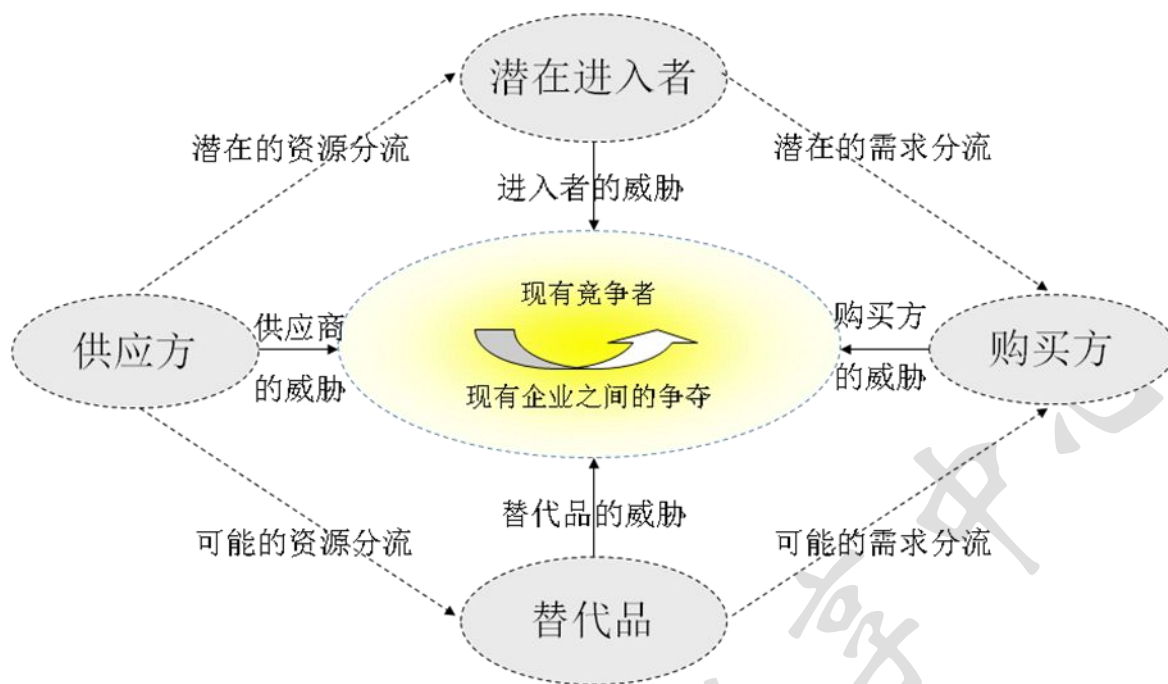 潜在进入者
潜在的资源分流
潜在的需求分流
进入者的威胁
现有竞争者
供应方
供应商
的威胁
购买方
的威胁
购买方
现有企业之间的争夺
替代品的威胁
可能的资源分流
可能的需求分流
替代品
享中心